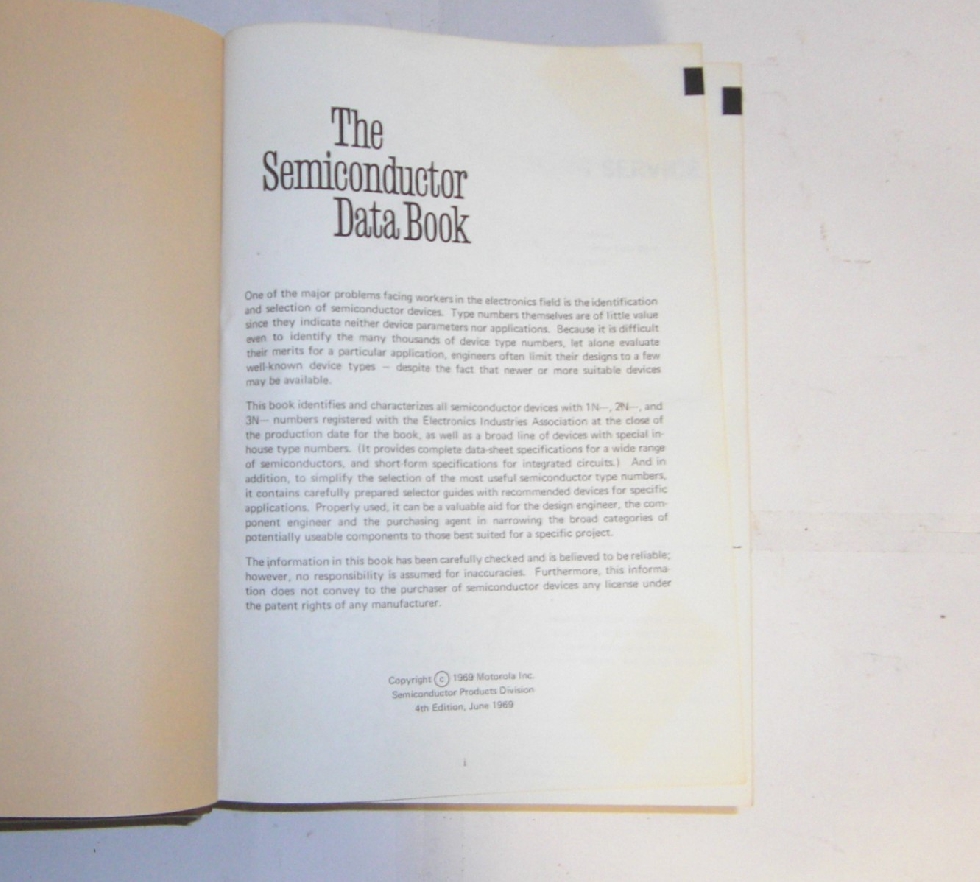 The
Semiconductor
Data Book
One of the major problems facing workers in the electronics field is the identification
and selection of semiconductor devices. Type numbers themselves are of little value
since they indicate neither device parameters nor applications. Because it is difficult
even to identify the many thousands of device type numbers, let alone evaluate
their merits for a particular application, engineers often limit their designs to a few
well-known device types — despite the fact that newer or more suitable devices
may be available.
This book identifies and characterizes all semiconductor devices with 1N---, 2N---, and
3N--- numbers registered with the Electronics Industries Association at the close of
the production date for the book, as well as a broad line of devices with special in-
house type numbers. (It provides complete data-sheet specifications for a wide range
of semiconductors, and short-form specifications for integrated circuits.) And in
addition, to simplify the selection of the most useful semiconductor type numbers,
it contains carefully prepared selector guides with recommended devices for specific
applications. Properly used, it can be a valuable aid for the design engineer, the com-
ponent engineer and the purchasing agent in narrowing the broad categories of
potentially useable components to those best suited for a specific project.
The information in this book has been carefully checked and is believed to be reliable;
however, no responsibility is assumed for inaccuracies. Furthermore, this informa-
tion does not convey to the purchaser of semiconductor devices any license under
the patent rights of any manufacturer.
Copyright © 1969 Motorola Inc.
Semiconductor Products Division
4th Edition, June 1969
i